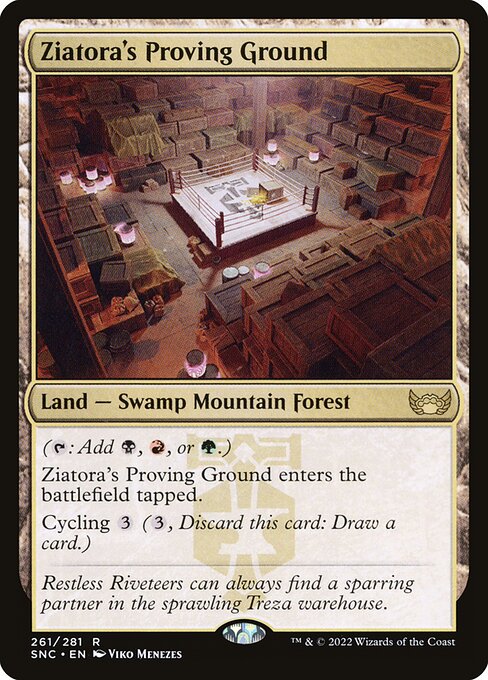 Ziatora's Proving Ground
Land — Swamp Mountain Forest
(: Add , , or .)
Ziatora's Proving Ground enters the
battlefield tapped.
Cycling 3 (3, Discard this card: Draw a
card.)
Restless Riveteers can always find a sparring
partner in the sprawling Treza warehouse.
261/281 R
SNC • EN Viko Menezes
™ & © 2022 Wizards of the Coast